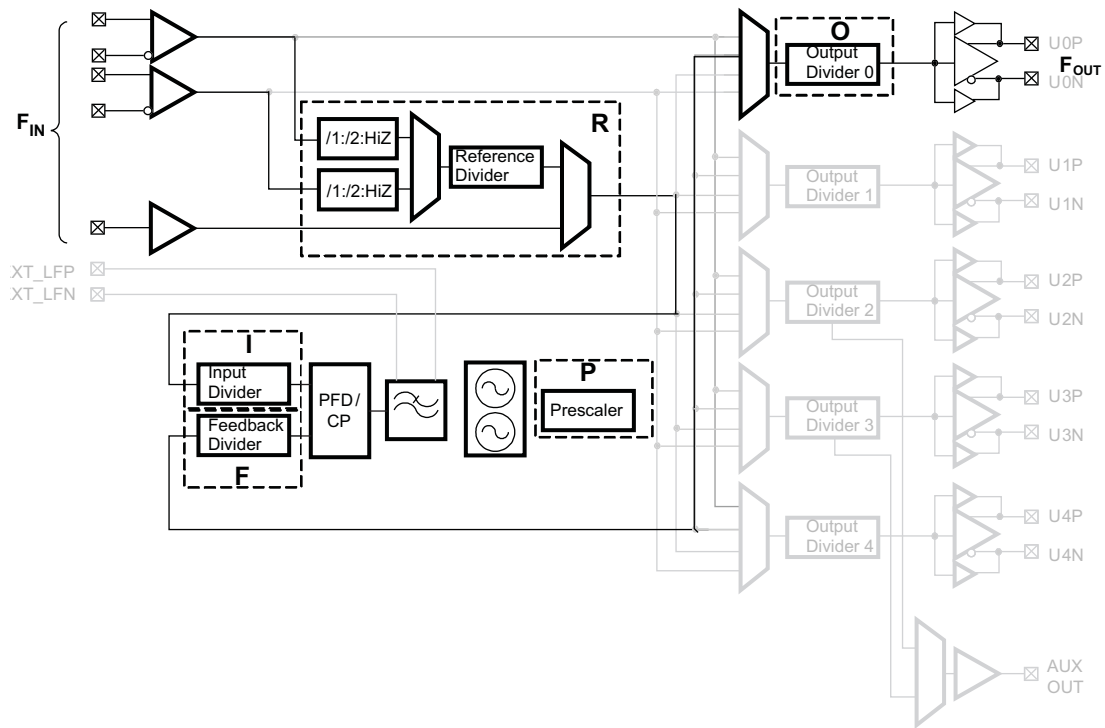 F_IN
XT_LFP
XT_LFN
R
/1:/2:HiZ
/1:/2:HiZ
Reference
Divider
I
Input
Divider
Feedback
Divider
F
PFD/
CP
P
Prescaler
O
Output
Divider 0
U0P
F_OUT
U0N
Output
Divider 1
U1P
U1N
Output
Divider 2
U2P
U2N
Output
Divider 3
U3P
U3N
Output
Divider 4
U4P
U4N
AUX
OUT